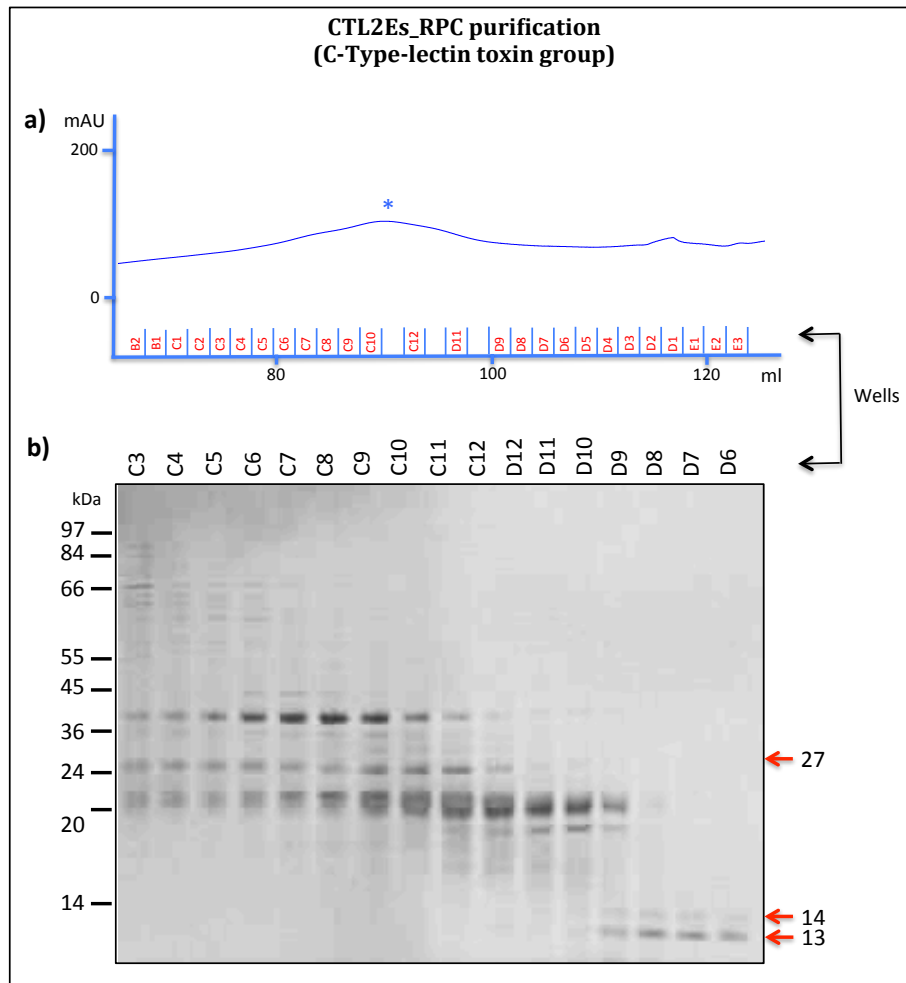 CTL2Es_RPC purification
(C-Type-lectin toxin group)
a)
mAU
200
*
0
B2 B1 C1 C2 C3 C4 C5 C6 C7 C8 C9 C10 C12 D11 D9 D8 D7 D6 D5 D4 D3 D2 D1 E1 E2 E3
80 100 120 ml
Wells
b)
C3 C4 C5 C6 C7 C8 C9 C10 C11 C12 D12 D11 D10 D9 D8 D7 D6
kDa
97
84
66
55
45
36
27
24
20
14
14
13